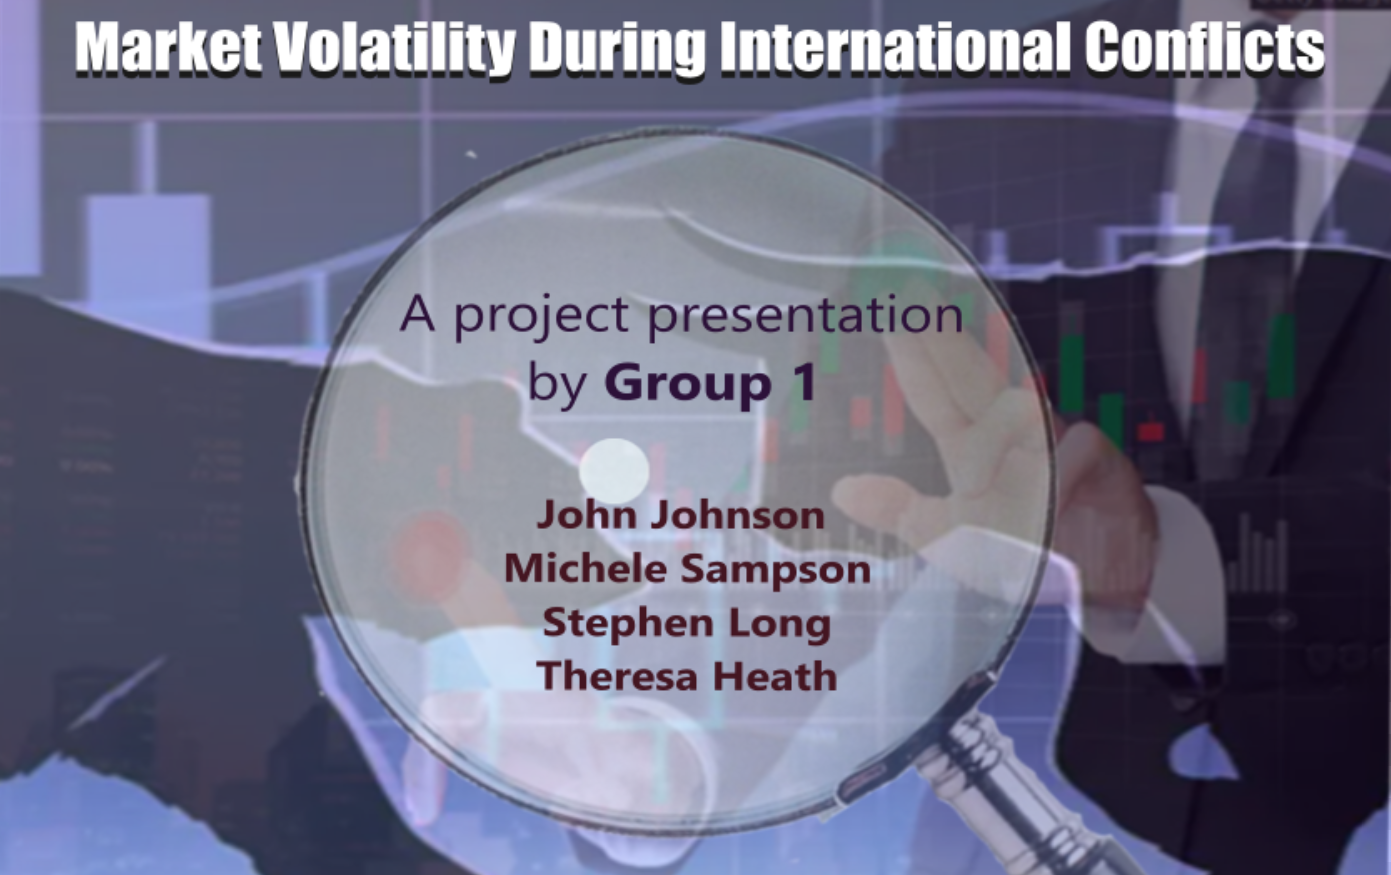 Market Volatility During International Conflicts
A project presentation
by Group 1
John Johnson
Michele Sampson
Stephen Long
Theresa Heath